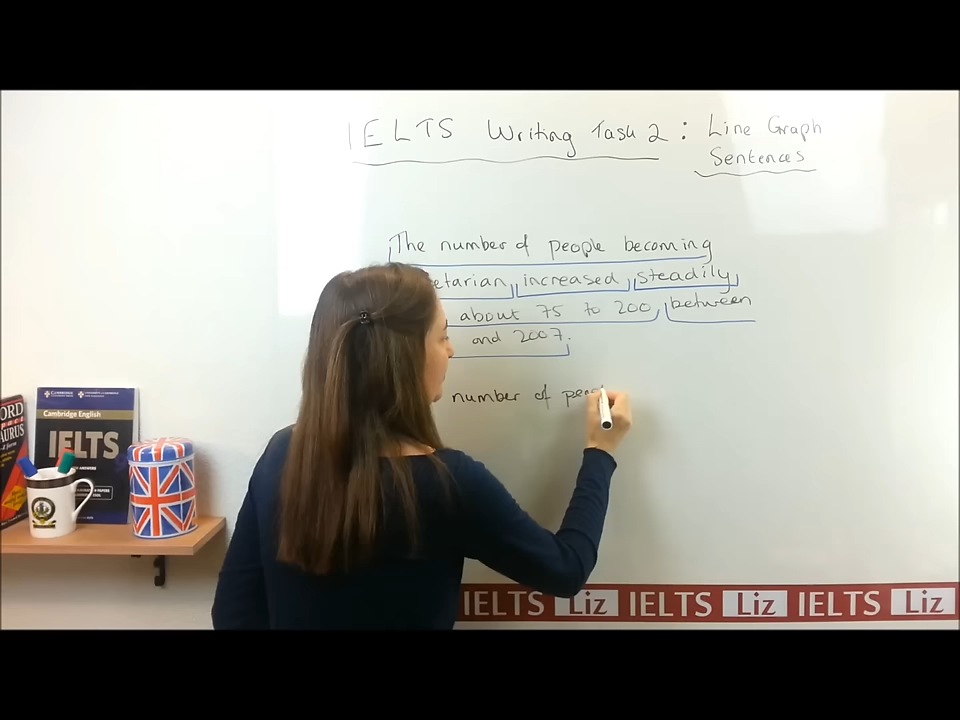 IELTS Writing Task 2 : Line Graph
Sentences
The number of people becoming
etarian increased steadily
about 75 to 200 between
and 2007.
number of peo
Cambridge English
IELTS
IELTS Liz IELTS Liz IELTS Liz